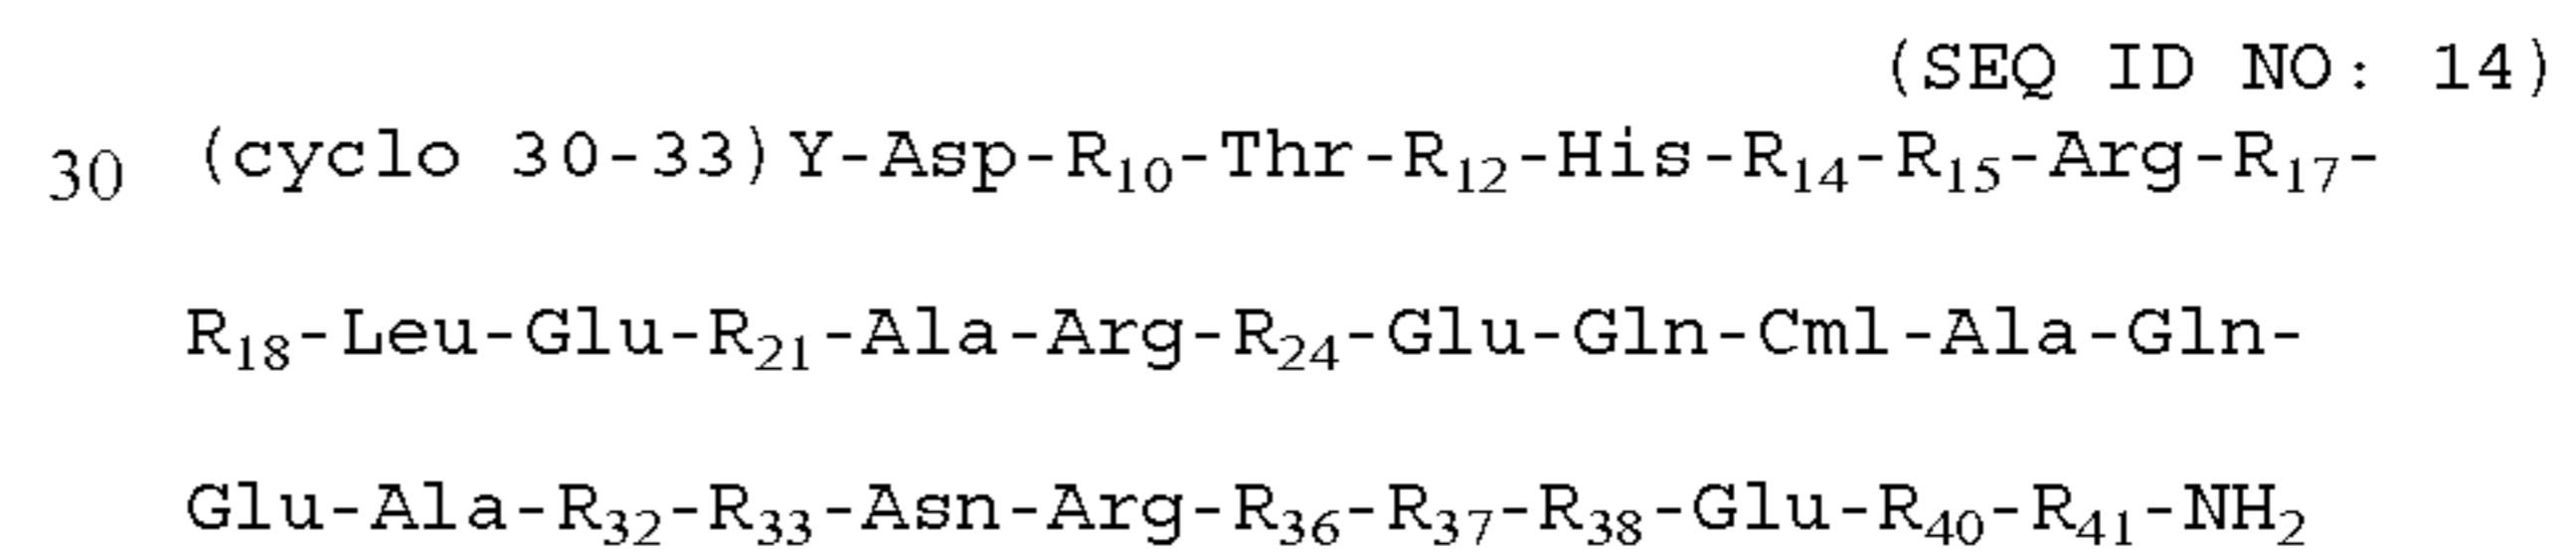 (SEQ ID NO: 14)
30 (cyclo 30-33)Y-Asp-R₁₀-Thr-R₁₂-His-R₁₄-R₁₅-Arg-R₁₇-
R₁₈-Leu-Glu-R₂₁-Ala-Arg-R₂₄-Glu-Gln-Cml-Ala-Gln-
Glu-Ala-R₃₂-R₃₃-Asn-Arg-R₃₆-R₃₇-R₃₈-Glu-R₄₀-R₄₁-NH₂